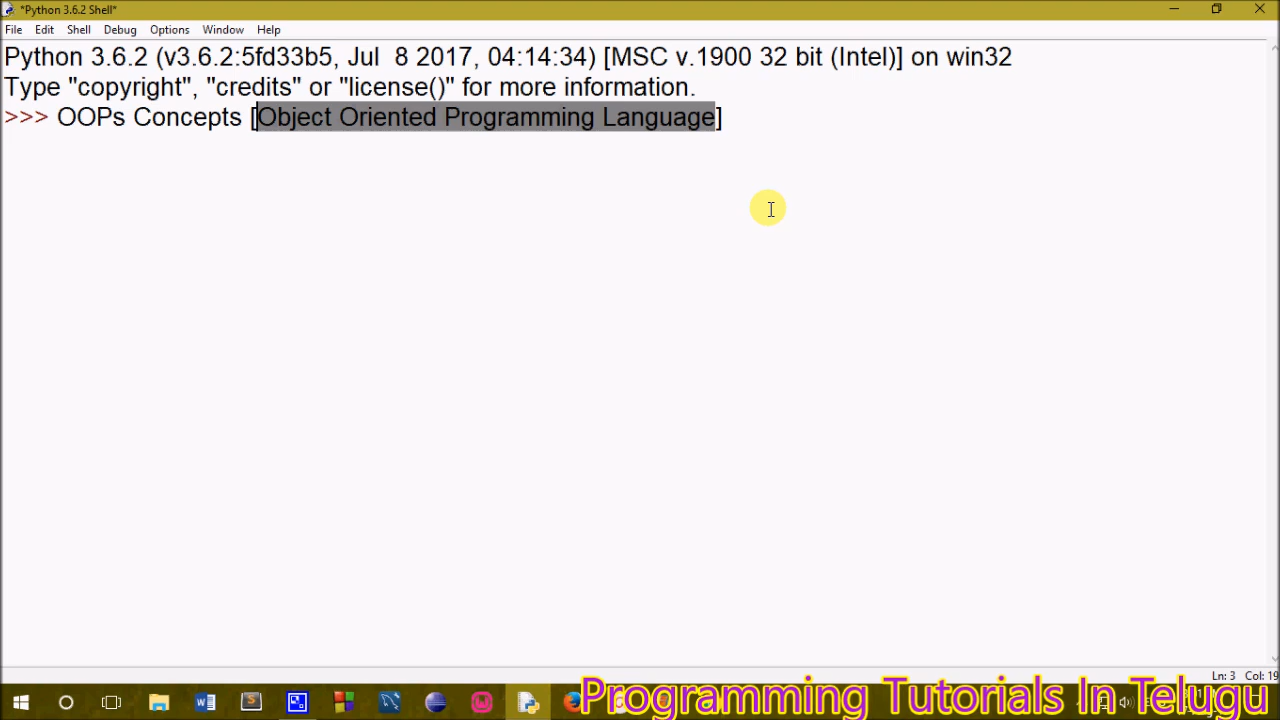 *Python 3.6.2 Shell*
File Edit Shell Debug Options Window Help
Python 3.6.2 (v3.6.2:5fd33b5, Jul  8 2017, 04:14:34) [MSC v.1900 32 bit (Intel)] on win32
Type "copyright", "credits" or "license()" for more information.
>>> OOPs Concepts [Object Oriented Programming Language]
Ln: 3 Col: 19
Programming Tutorials In Telugu